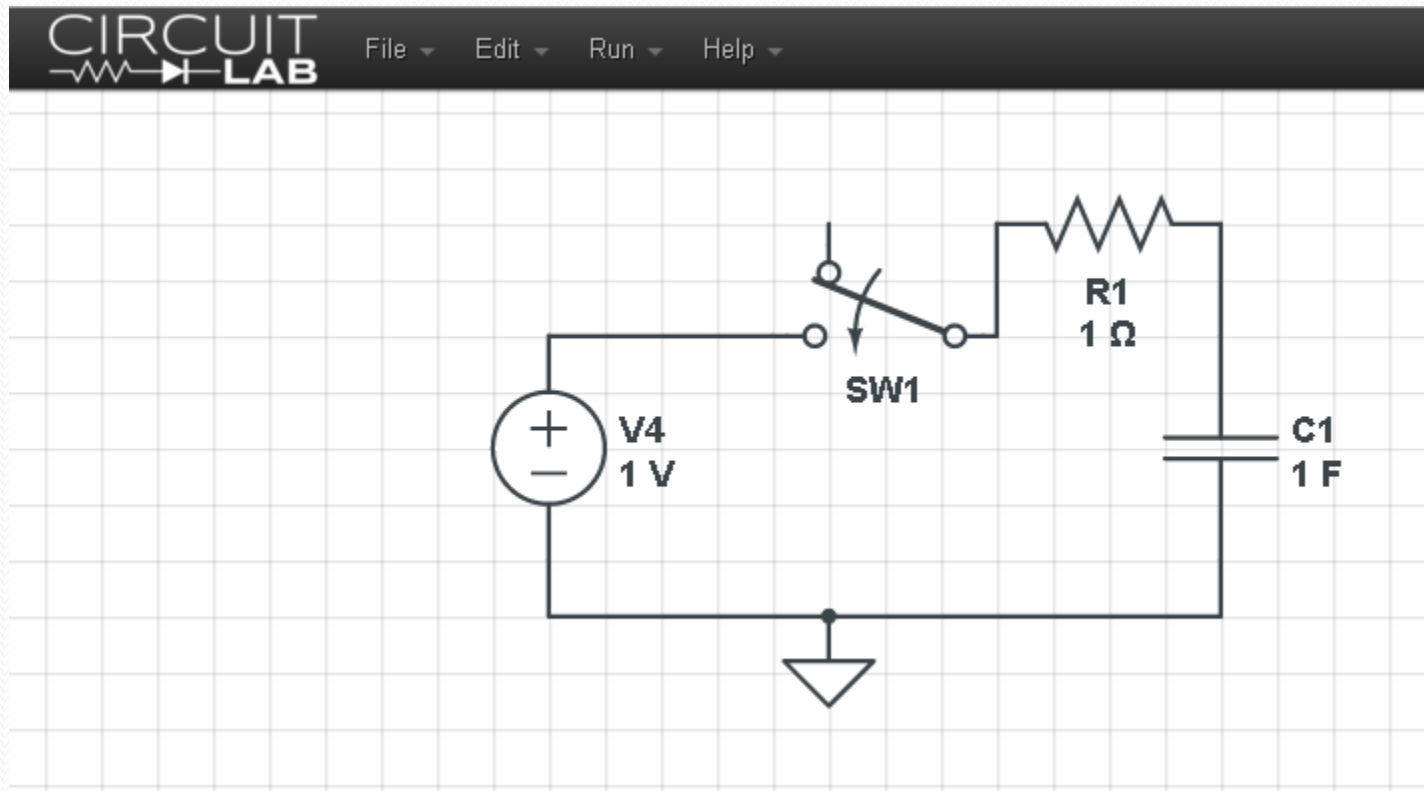 CIRCUIT
LAB
File Edit Run Help
R1
1 Ω
SW1
V4
1 V
C1
1 F